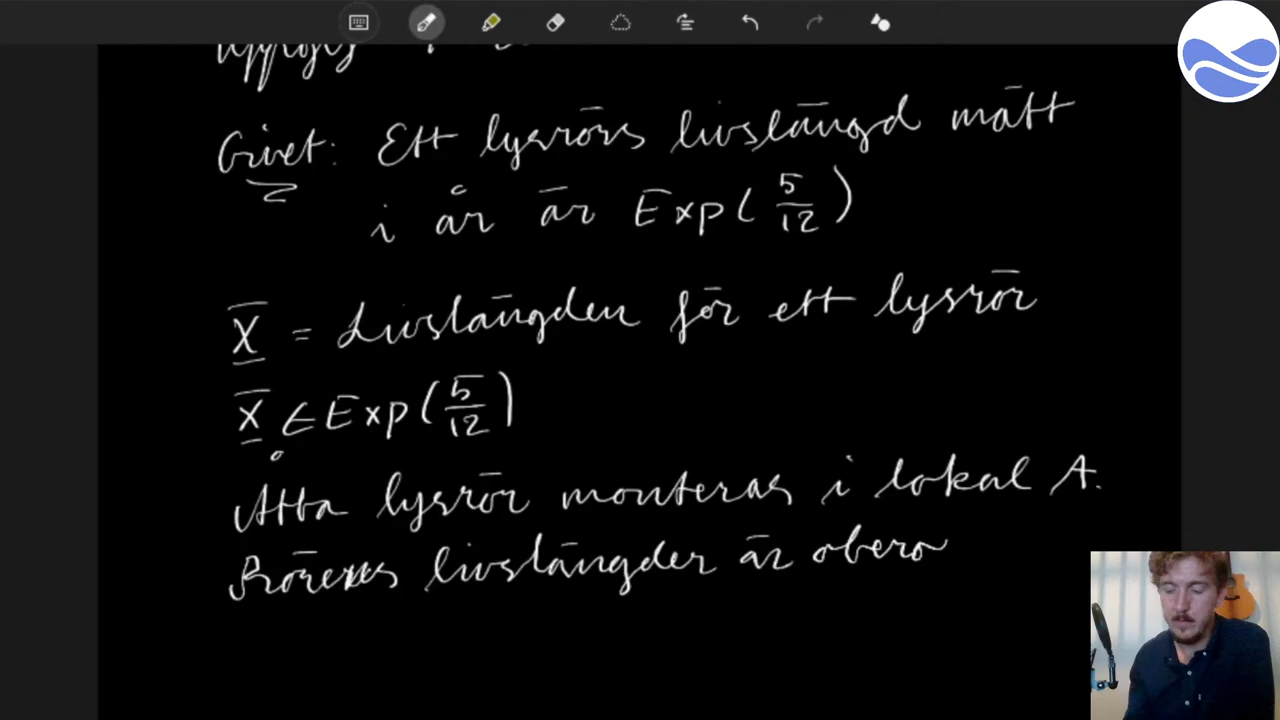 Givet: Ett lysrörs livslängd mätt
i år är Exp(5/12)
X = Livslängden för ett lysrör
X ∈ Exp(5/12)
Åtta lysrör monteras i lokal A.
Rörens livslängder är obero